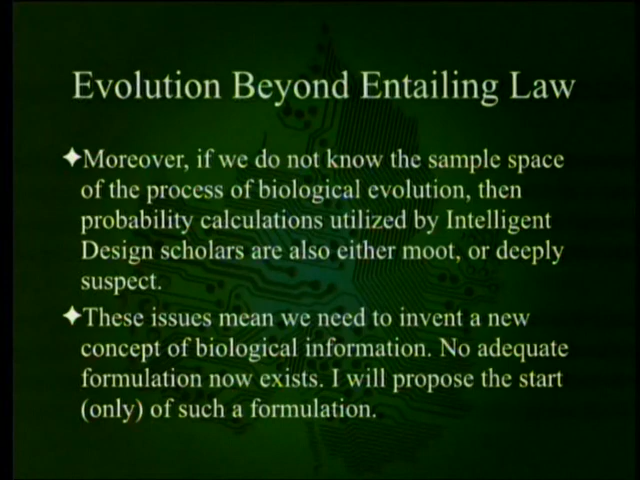 Evolution Beyond Entailing Law
✦Moreover, if we do not know the sample space
of the process of biological evolution, then
probability calculations utilized by Intelligent
Design scholars are also either moot, or deeply
suspect.
✦These issues mean we need to invent a new
concept of biological information. No adequate
formulation now exists. I will propose the start
(only) of such a formulation.